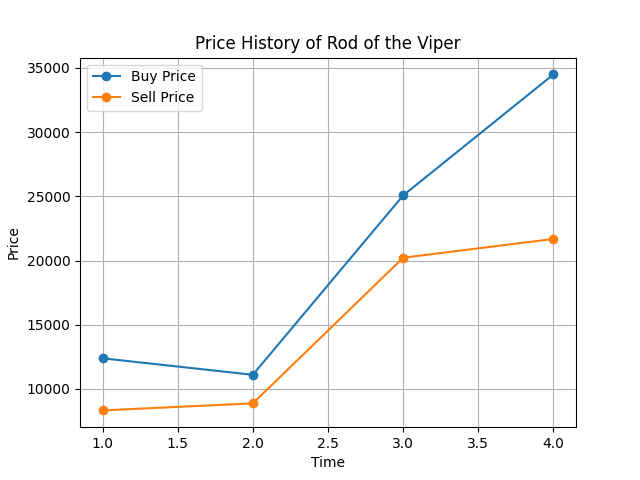 Price History of Rod of the Viper
Buy Price
Sell Price
35000
30000
25000
20000
15000
10000
Price
1.0 1.5 2.0 2.5 3.0 3.5 4.0
Time